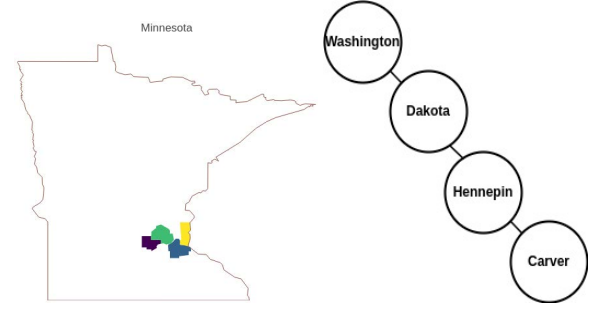 Minnesota
Washington
Dakota
Hennepin
Carver